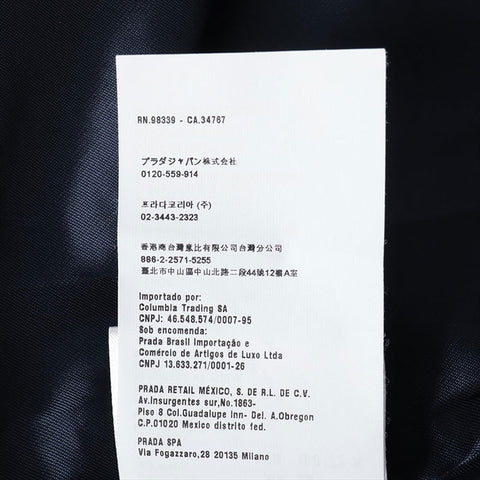 RN.98339 - CA.34767
プラダジャパン株式会社
0120-559-914
프라다코리아 (주)
02-3443-2323
香港商台灣意比有限公司台灣分公司
886-2-2571-5255
臺北市中山區中山北路二段44號12樓A室
Importado por:
Columbia Trading SA
CNPJ: 46.548.574/0007-95
Sob encomenda:
Prada Brasil Importação e
Comércio de Artigos de Luxo Ltda
CNPJ 13.633.271/0001-26
PRADA RETAIL MÉXICO, S. DE R.L. DE C.V.
Av.Insurgentes sur,No.1863-
Piso 8 Col.Guadalupe Inn- Del. A.Obregon
C.P.01020 Mexico distrito fed.
PRADA SPA
Via Fogazzaro,28 20135 Milano